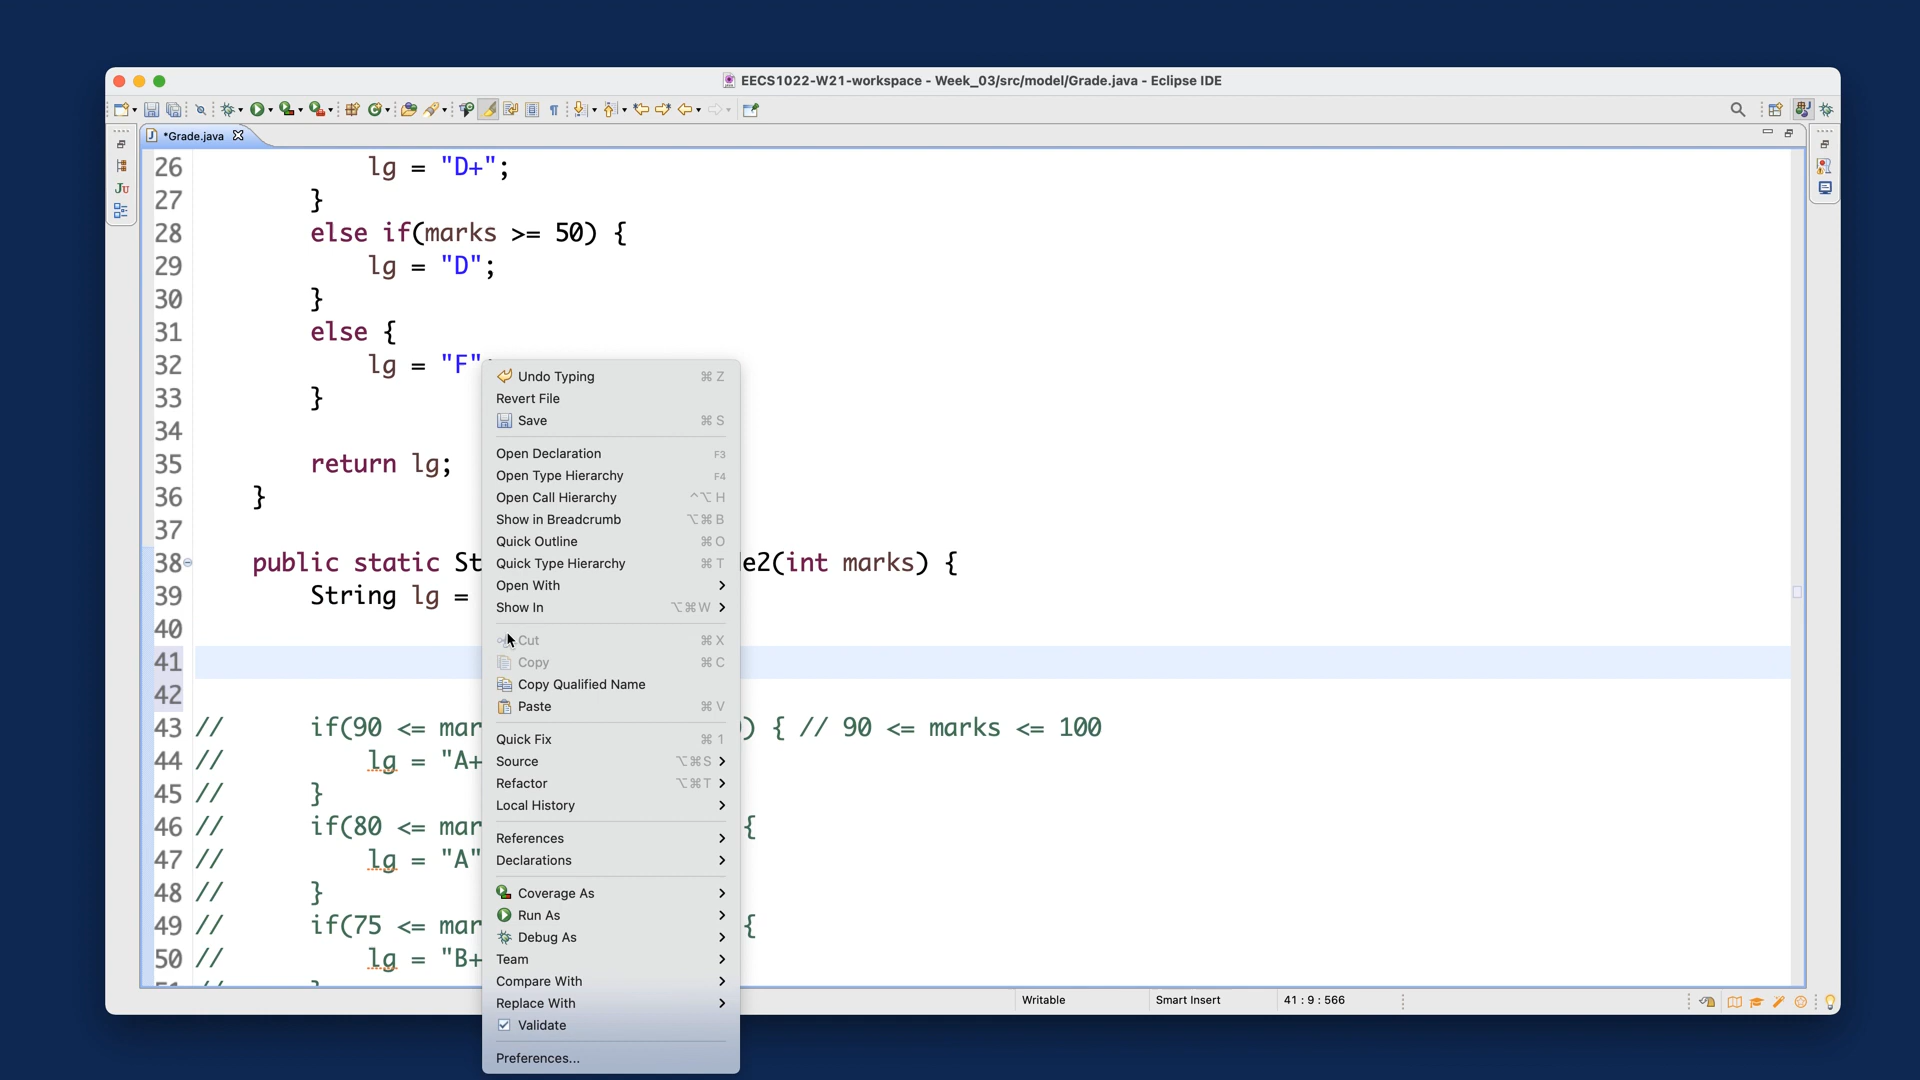 EECS1022-W21-workspace - Week_03/src/model/Grade.java - Eclipse IDE
*Grade.java
26 lg = "D+";
27 }
28 else if(marks >= 50) {
29 lg = "D";
30 }
31 else {
32 lg = "F"
33 }
34
35 return lg;
36 }
37
38 public static St e2(int marks) {
39 String lg =
40
41
42
43 // if(90 <= mar ) { // 90 <= marks <= 100
44 // lg = "A+
45 // }
46 // if(80 <= mar {
47 // lg = "A"
48 // }
49 // if(75 <= mar {
50 // lg = "B+
Undo Typing ⌘ Z
Revert File
Save ⌘ S
Open Declaration F3
Open Type Hierarchy F4
Open Call Hierarchy ^⌥ H
Show in Breadcrumb ⌥⌘ B
Quick Outline ⌘ O
Quick Type Hierarchy ⌘ T
Open With
Show In ⌥⌘W
Cut ⌘ X
Copy ⌘ C
Copy Qualified Name
Paste ⌘ V
Quick Fix ⌘ 1
Source ⌥⌘S
Refactor ⌥⌘T
Local History
References
Declarations
Coverage As
Run As
Debug As
Team
Compare With
Replace With
Validate
Preferences...
Writable Smart Insert 41 : 9 : 566